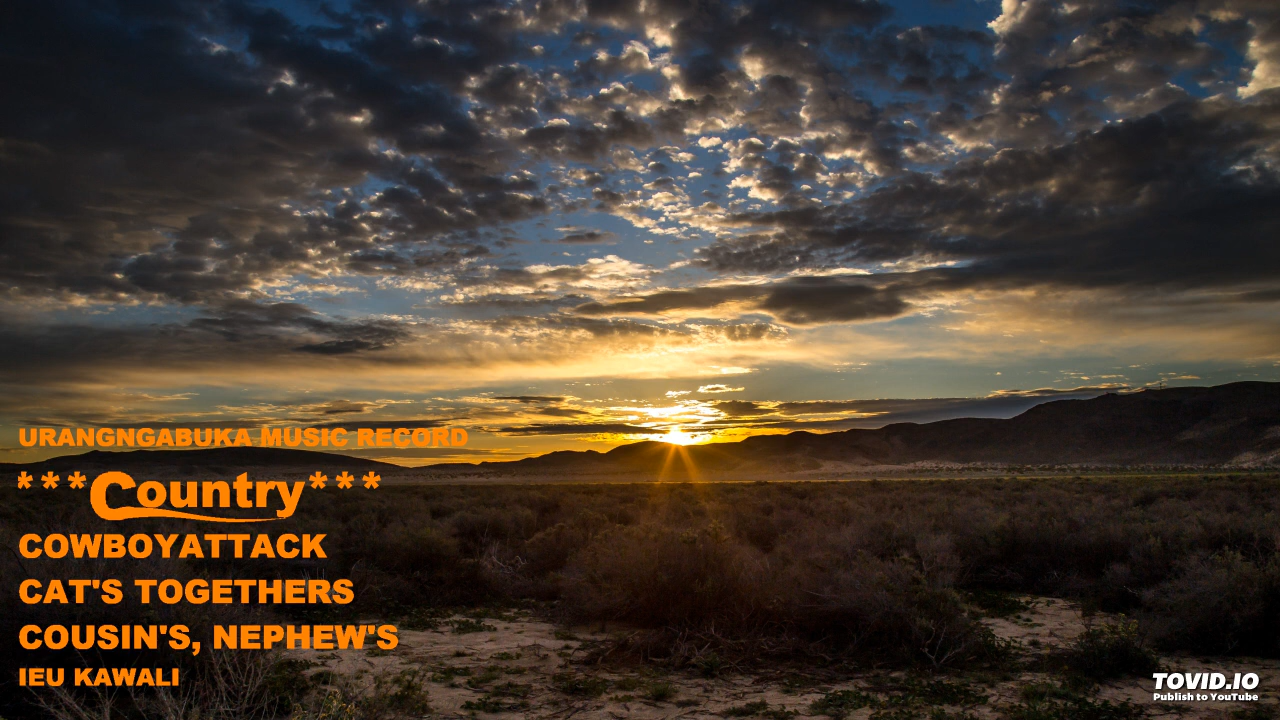 URANGNGABUKA MUSIC RECORD
***Country***
COWBOYATTACK
CAT'S TOGETHERS
COUSIN'S, NEPHEW'S
IEU KAWALI
TOVID.IO
Publish to YouTube